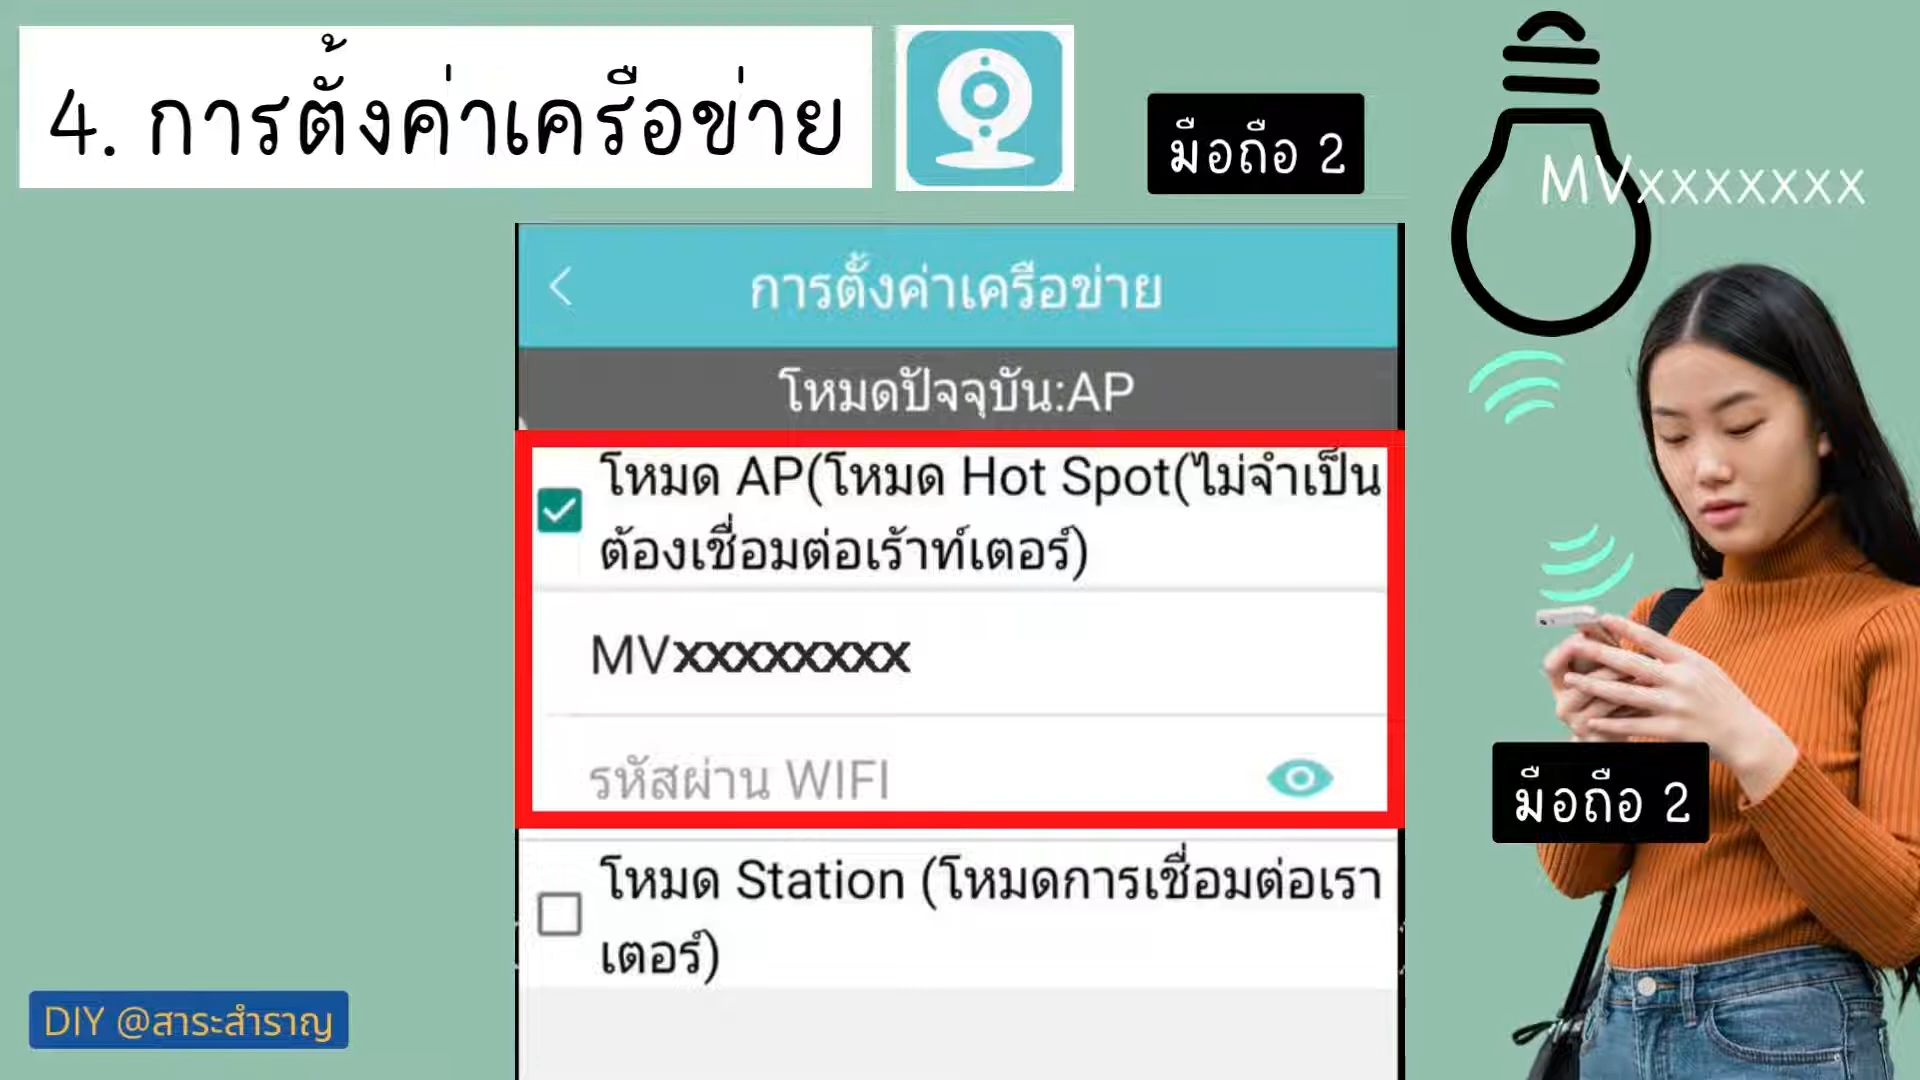 4. การตั้งค่าเครือข่าย
มือถือ 2
MVxxxxxxx
การตั้งค่าเครือข่าย
โหมดปัจจุบัน:AP
โหมด AP(โหมด Hot Spot(ไม่จำเป็น
ต้องเชื่อมต่อเร้าท์เตอร์)
MVxxxxxxxx
รหัสผ่าน WIFI
มือถือ 2
โหมด Station (โหมดการเชื่อมต่อเรา
เตอร์)
DIY @สาระสำราญ